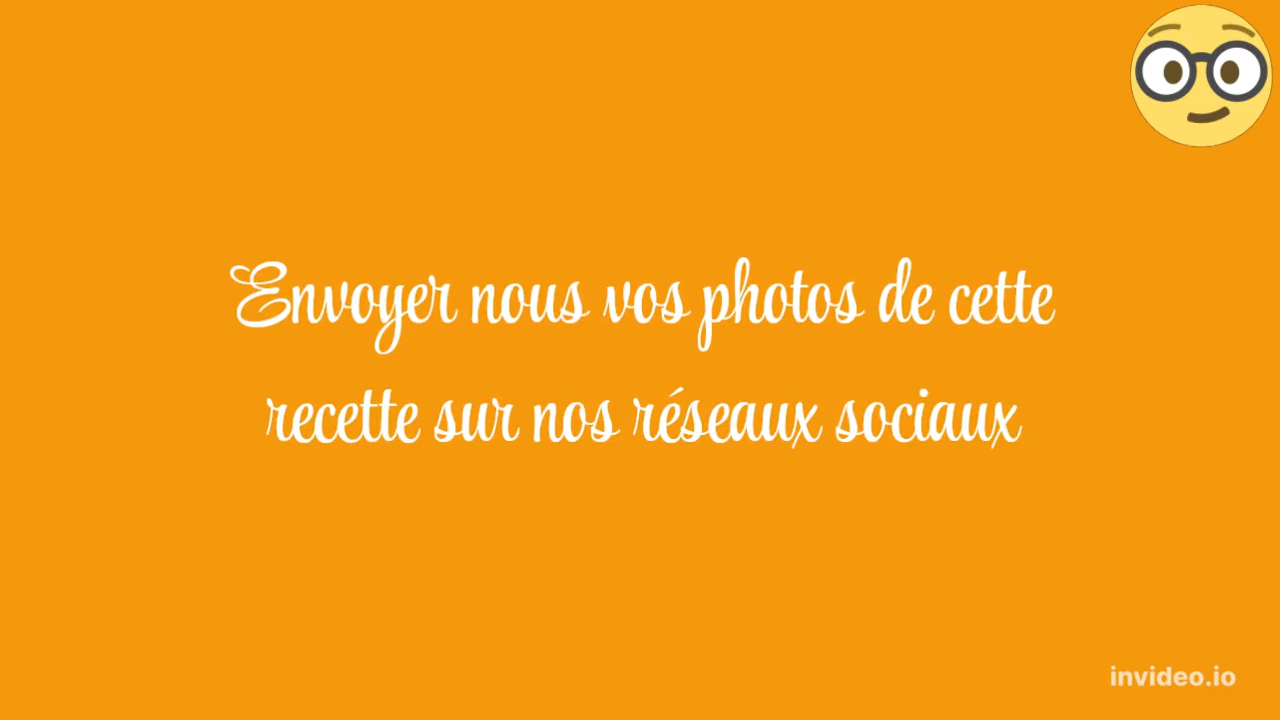 Envoyer nous vos photos de cette
recette sur nos réseaux sociaux
invideo.io